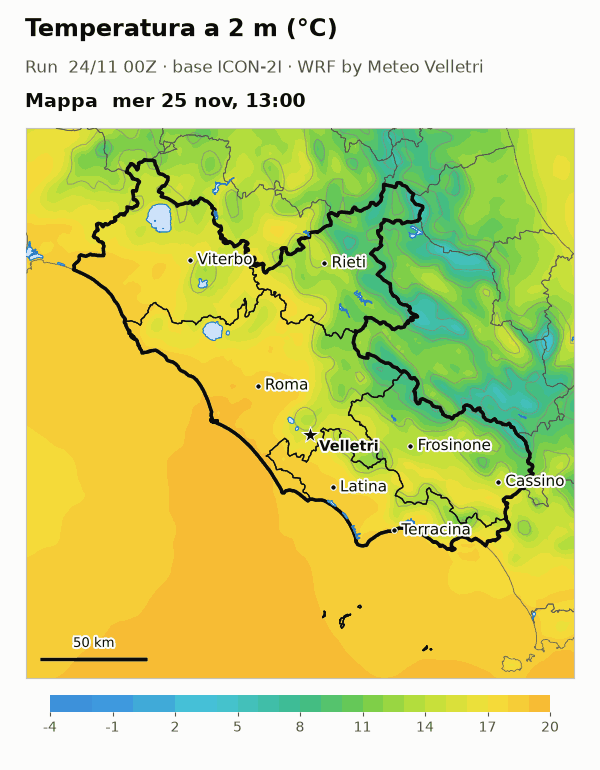 Temperatura a 2 m (°C)
Run  24/11 00Z · base ICON-2I · WRF by Meteo Velletri
Mappa  mer 25 nov, 13:00
Viterbo
Rieti
Roma
Velletri
Frosinone
Cassino
Latina
Terracina
50 km
-4 -1 2 5 8 11 14 17 20